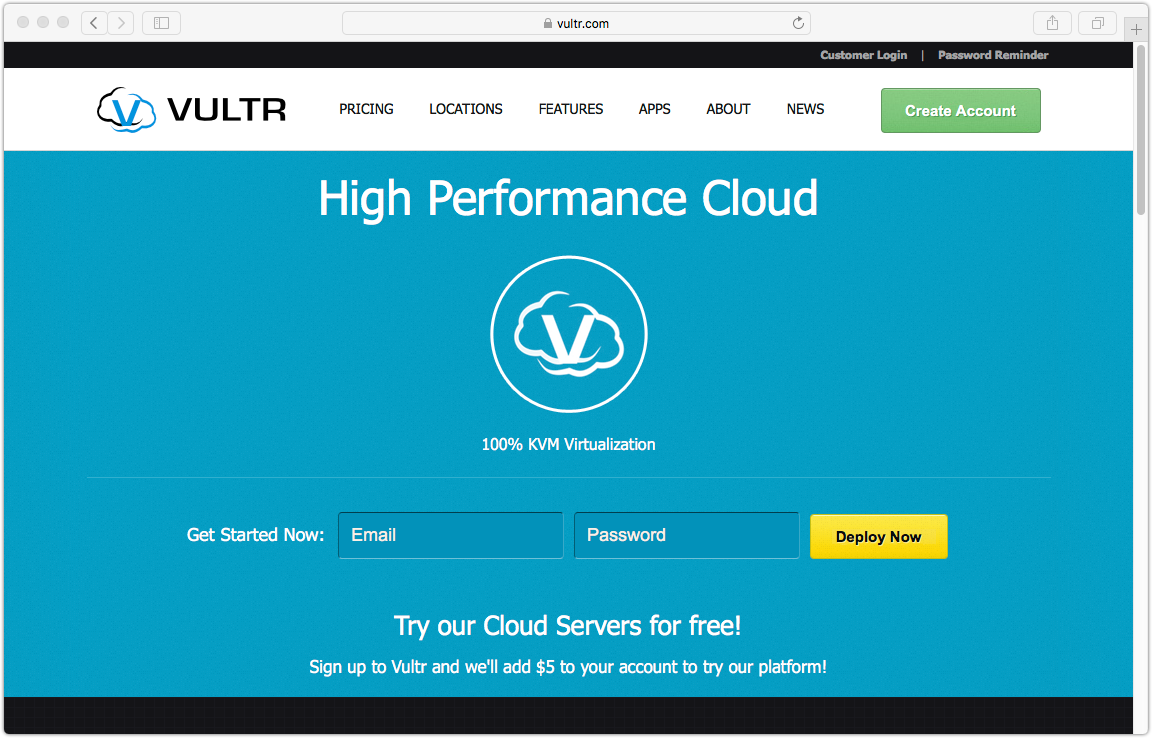 vultr.com
Customer Login | Password Reminder
VULTR PRICING LOCATIONS FEATURES APPS ABOUT NEWS Create Account
High Performance Cloud
V
100% KVM Virtualization
Get Started Now: Email Password Deploy Now
Try our Cloud Servers for free!
Sign up to Vultr and we'll add $5 to your account to try our platform!